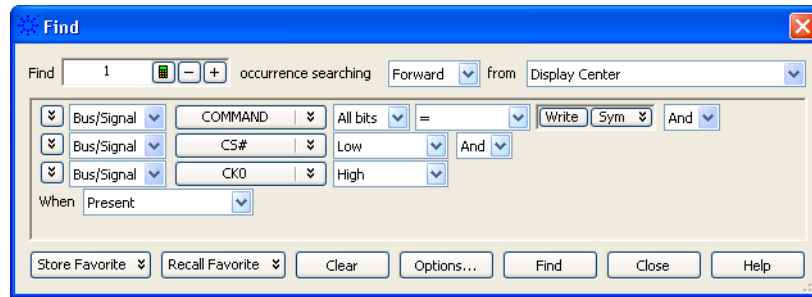 Find
Find 1 - + occurrence searching Forward from Display Center
Bus/Signal COMMAND All bits = Write Sym And
Bus/Signal CS# Low And
Bus/Signal CK0 High
When Present
Store Favorite Recall Favorite Clear Options... Find Close Help